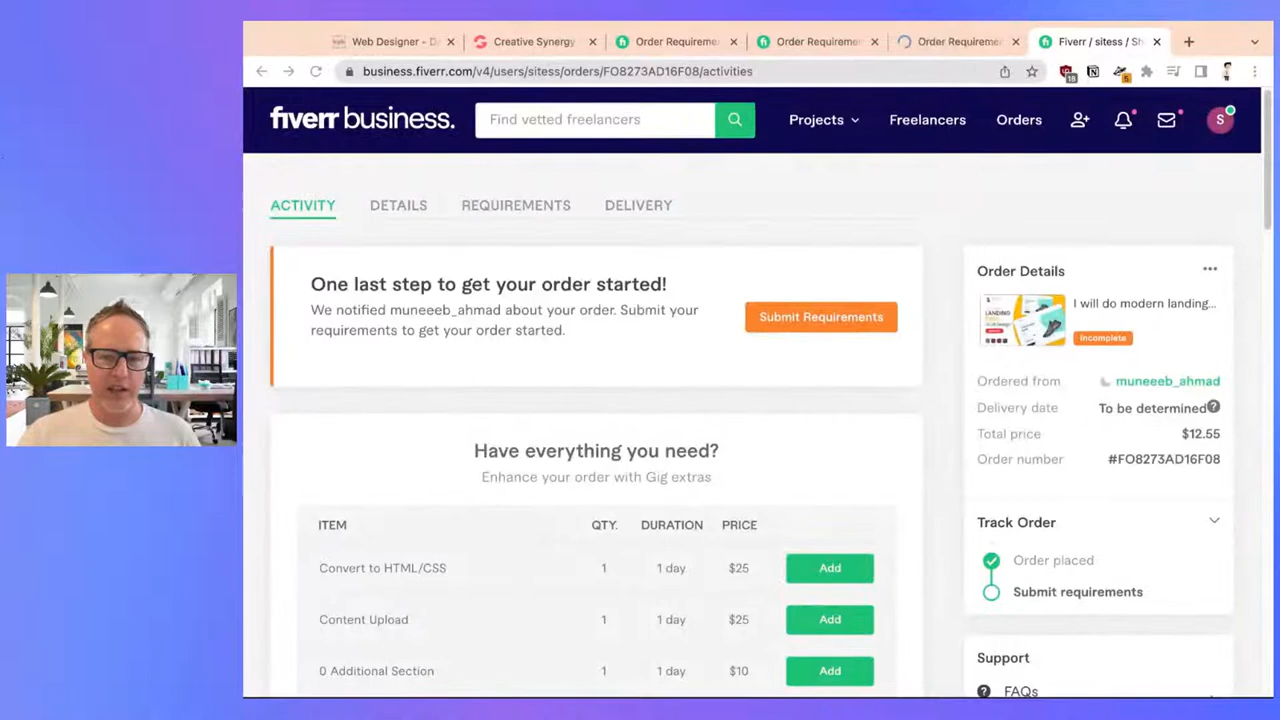 Web Designer - D
Creative Synergy
Order Requireme
Order Requireme
Order Requireme
Fiverr / sitess / Sh
business.fiverr.com/v4/users/sitess/orders/FO8273AD16F08/activities
18
5
fiverr business.
Find vetted freelancers
Projects
Freelancers
Orders
S
ACTIVITY
DETAILS
REQUIREMENTS
DELIVERY
One last step to get your order started!
We notified muneeeb_ahmad about your order. Submit your
requirements to get your order started.
Submit Requirements
Order Details
LANDING
I will do modern landing...
Incomplete
Ordered from
muneeeb_ahmad
Delivery date
To be determined
Total price
$12.55
Order number
#FO8273AD16F08
Have everything you need?
Enhance your order with Gig extras
ITEM
QTY.
DURATION
PRICE
Convert to HTML/CSS
1
1 day
$25
Add
Content Upload
1
1 day
$25
Add
0 Additional Section
1
1 day
$10
Add
Track Order
Order placed
Submit requirements
Support
FAQs